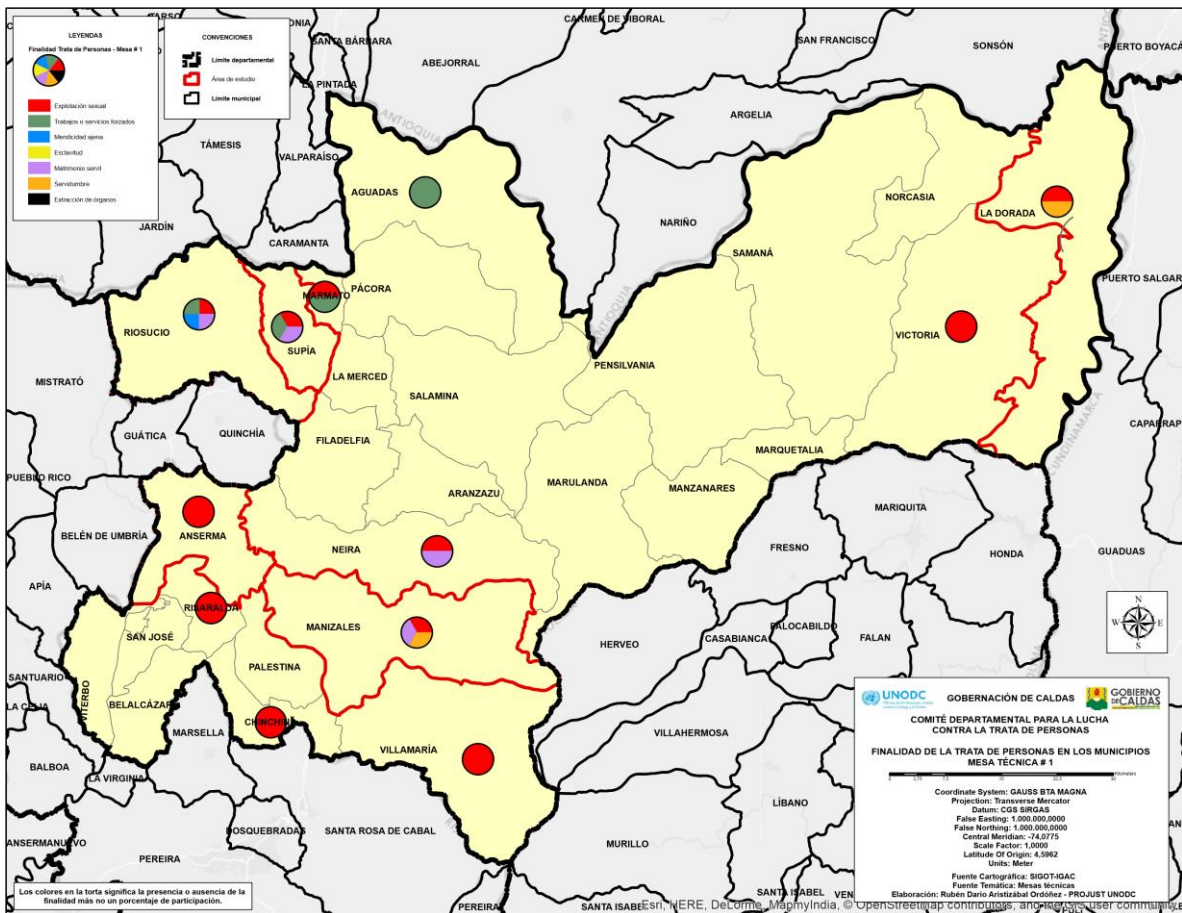 LEYENDAS
Finalidad Trata de Personas - Mesa # 1
Explotación sexual
Trabajos o servicios forzados
Mendicidad ajena
Esclavitud
Matrimonio servil
Servidumbre
Extracción de órganos
CONVENCIONES
Límite departamental
Área de estudio
Límite municipal
SANTA BÁRBARA
LA PINTADA
ABEJORRAL
CARMEN DE VIBORAL
SAN FRANCISCO
SONSÓN
PUERTO BOYACÁ
ANTIOQUIA
ARGELIA
TÁMESIS
VALPARAÍSO
AGUADAS
NORCASIA
LA DORADA
NARIÑO
JARDÍN
CARAMANTA
SAMANÁ
PUERTO SALGAR
PÁCORA
MARMATO
RIOSUCIO
SUPÍA
VICTORIA
MISTRATÓ
LA MERCED
PENSILVANIA
SALAMINA
GUÁTICA
QUINCHÍA
FILADELFIA
MARQUETALIA
CUNDINAMARCA
PUEBLO RICO
ARANZAZU
MARULANDA
MANZANARES
MARIQUITA
BELÉN DE UMBRÍA
ANSERMA
NEIRA
FRESNO
HONDA
GUADUAS
APÍA
RISARALDA
MANIZALES
SAN JOSÉ
HERVEO
CASABIANCA
PALOCABILDO
FALAN
PALESTINA
SANTUARIO
LA CELIA
VITERBO
BELALCÁZAR
CHINCHIN
MARSELLA
VILLAMARÍA
VILLAHERMOSA
BALBOA
LA VIRGINIA
LÍBANO
ANSERMANUEVO
DOSQUEBRADAS
SANTA ROSA DE CABAL
MURILLO
PEREIRA
PEREIRA
SANTA ISABEL
SANTA ISABEL
N
W E
S
UNODC
GOBERNACIÓN DE CALDAS
GOBIERNO
DE CALDAS
COMITÉ DEPARTAMENTAL PARA LA LUCHA
CONTRA LA TRATA DE PERSONAS
FINALIDAD DE LA TRATA DE PERSONAS EN LOS MUNICIPIOS
MESA TÉCNICA # 1
Coordinate System: GAUSS BTA MAGNA
Projection: Transverse Mercator
Datum: CGS SIRGAS
False Easting: 1.000.000,0000
False Northing: 1.000.000,0000
Central Meridian: -74,0775
Scale Factor: 1,0000
Latitude Of Origin: 4,5962
Units: Meter
Fuente Cartográfica: SIGOT-IGAC
Fuente Temática: Mesas técnicas
Elaboración: Rubén Darío Aristizábal Ordóñez - PROJUST UNODC
Los colores en la torta significa la presencia o ausencia de la
finalidad más no un porcentaje de participación.
Esri, HERE, DeLorme, MapmyIndia, © OpenStreetMap contributors, and the GIS user community